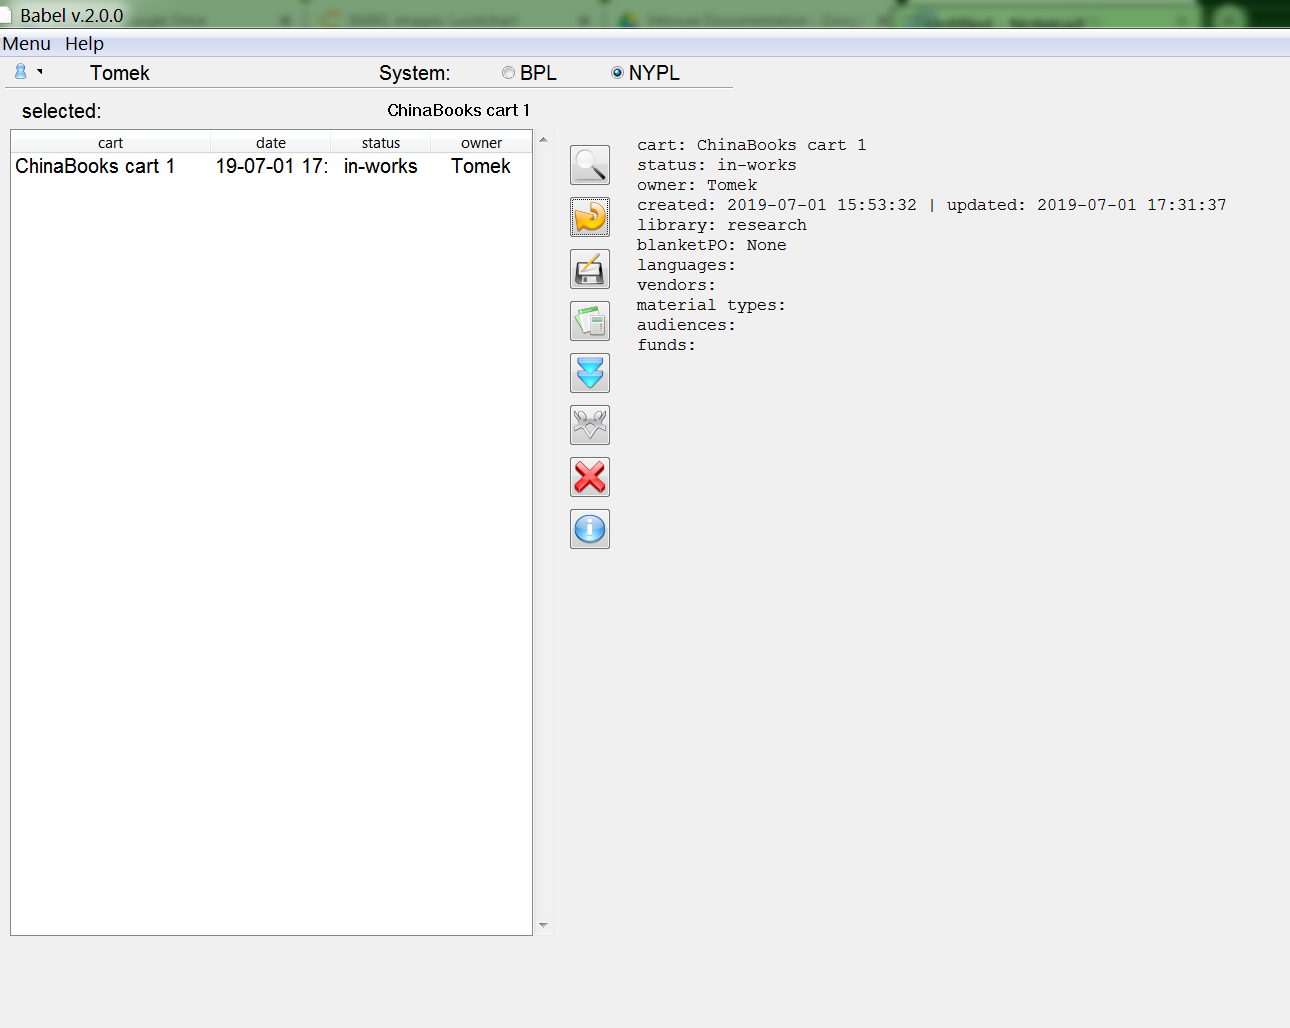 Babel v.2.0.0
Menu Help
Tomek System: BPL NYPL
selected: ChinaBooks cart 1
cart date status owner
ChinaBooks cart 1 19-07-01 17: in-works Tomek
cart: ChinaBooks cart 1
status: in-works
owner: Tomek
created: 2019-07-01 15:53:32 | updated: 2019-07-01 17:31:37
library: research
blanketPO: None
languages:
vendors:
material types:
audiences:
funds: